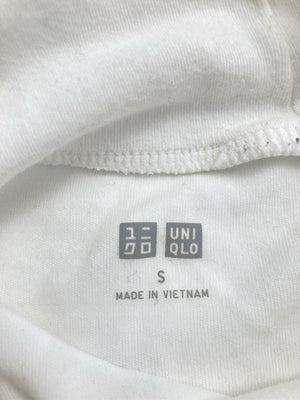 ユニ UNI
クロ QLO
S
MADE IN VIETNAM